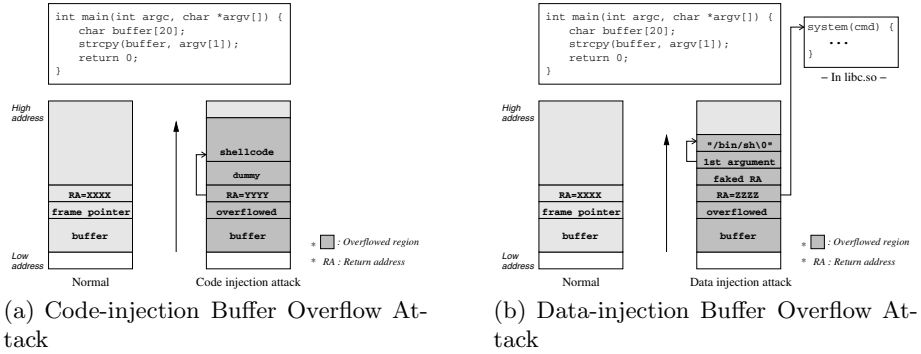 int main(int argc, char *argv[]) {
char buffer[20];
strcpy(buffer, argv[1]);
return 0;
}
High
address
RA=XXXX
frame pointer
buffer
Low
address
Normal
shellcode
dummy
RA=YYYY
overflowed
buffer
Code injection attack
* : Overflowed region
* RA : Return address
(a) Code-injection Buffer Overflow At-
tack
int main(int argc, char *argv[]) {
char buffer[20];
strcpy(buffer, argv[1]);
return 0;
}
system(cmd) {
...
}
– In libc.so –
High
address
RA=XXXX
frame pointer
buffer
Low
address
Normal
"/bin/sh\0"
1st argument
faked RA
RA=ZZZZ
overflowed
buffer
Data injection attack
* : Overflowed region
* RA : Return address
(b) Data-injection Buffer Overflow At-
tack